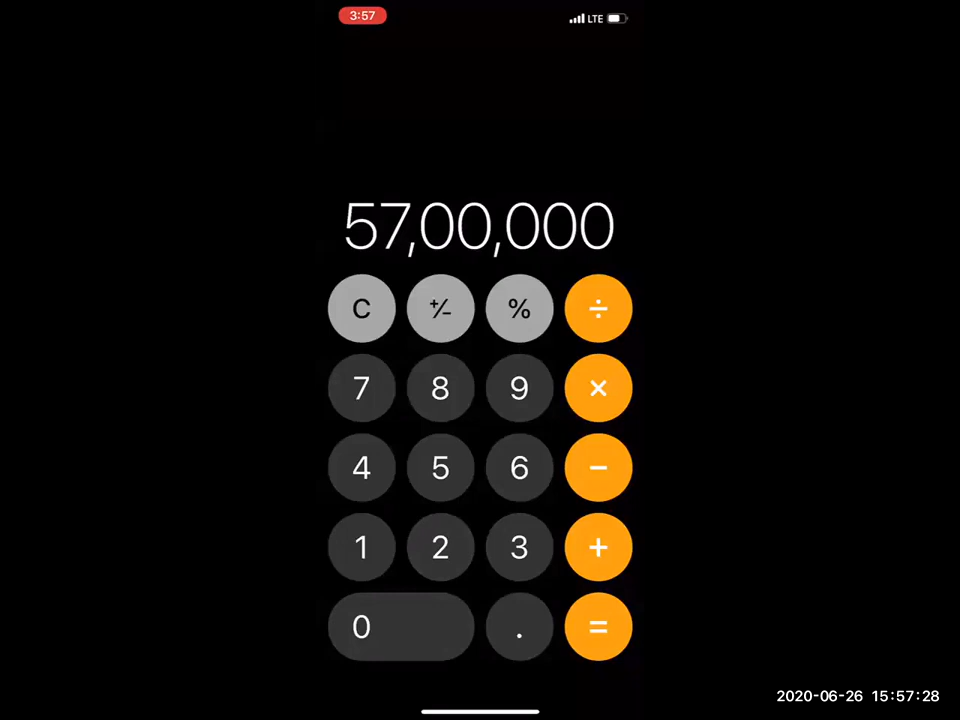 3:57 LTE
57,00,000
C ⁺∕₋ % ÷
7 8 9 ×
4 5 6 −
1 2 3 +
0 . =
2020-06-26 15:57:28